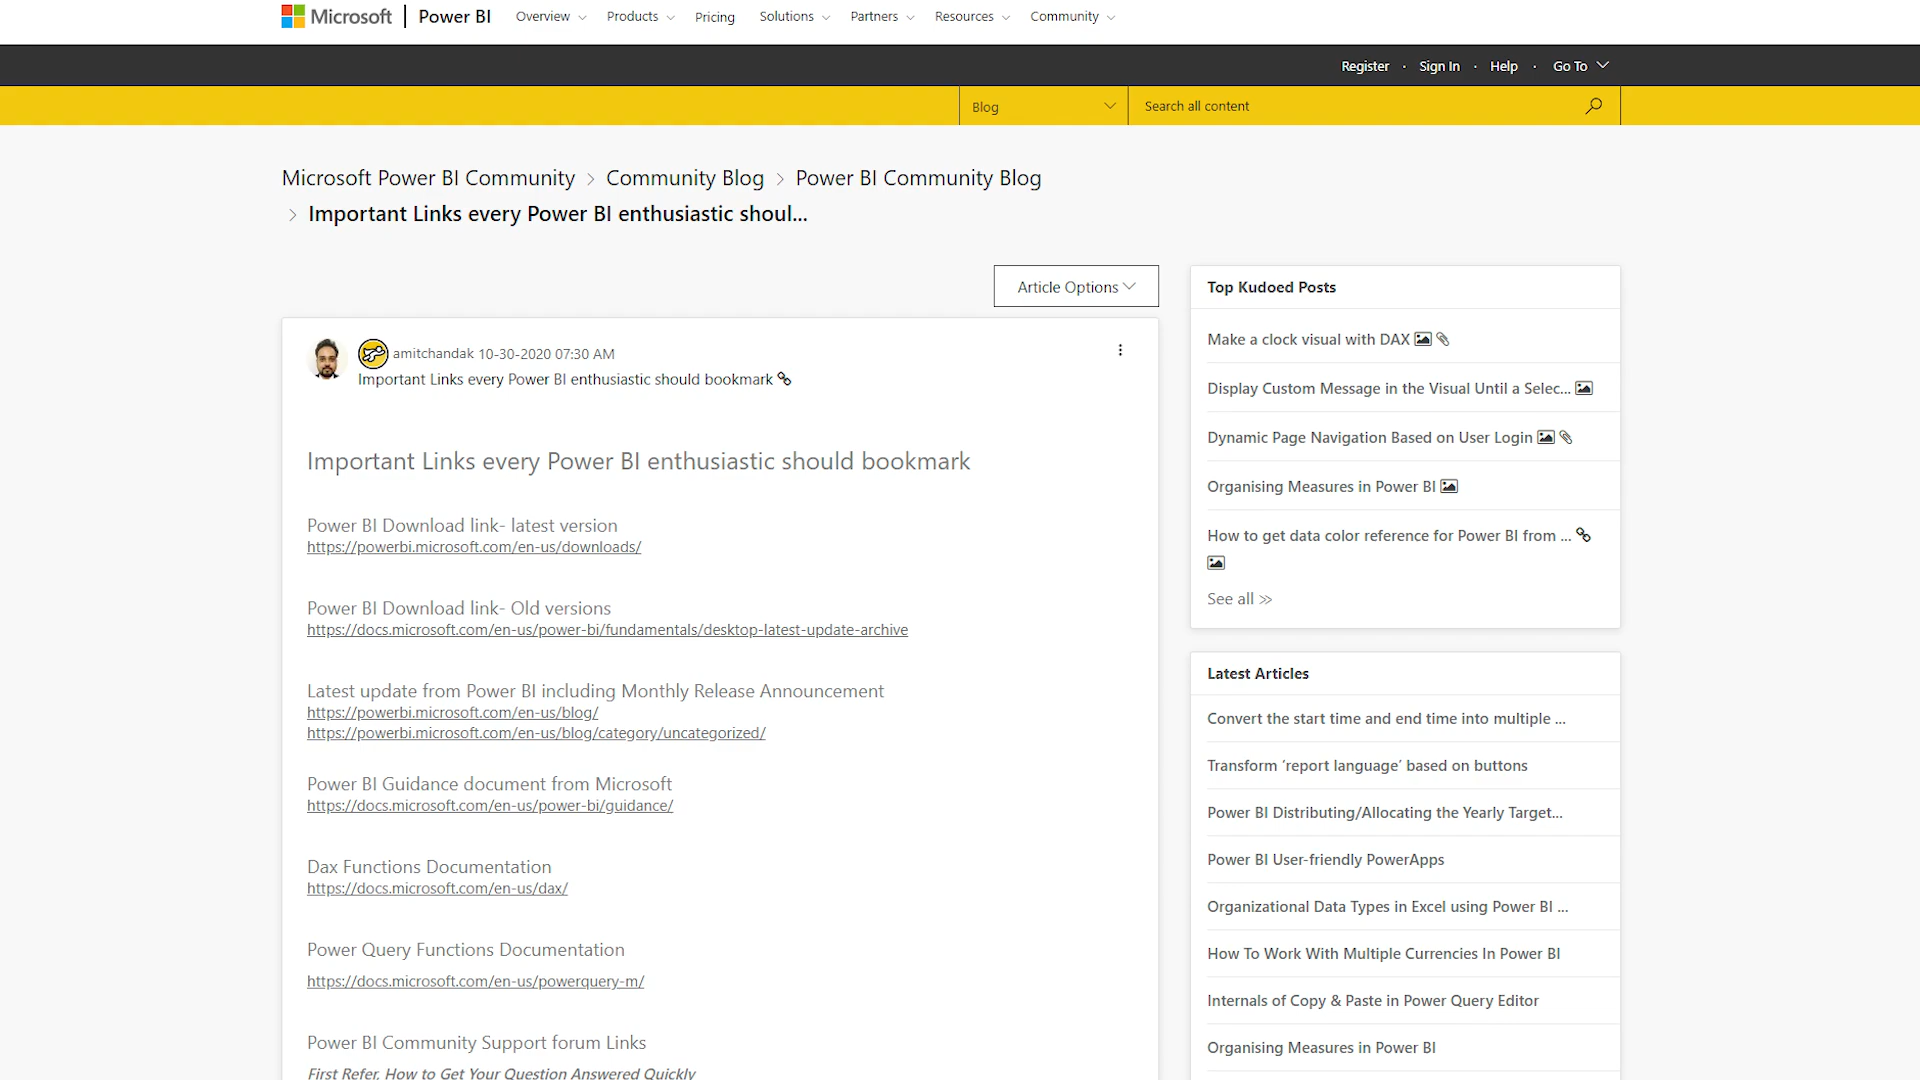 Microsoft Power BI Overview Products Pricing Solutions Partners Resources Community
Register · Sign In · Help · Go To
Blog Search all content
Microsoft Power BI Community > Community Blog > Power BI Community Blog
> Important Links every Power BI enthusiastic shoul...
Article Options
amitchandak 10-30-2020 07:30 AM
Important Links every Power BI enthusiastic should bookmark
Important Links every Power BI enthusiastic should bookmark
Power BI Download link- latest version
https://powerbi.microsoft.com/en-us/downloads/
Power BI Download link- Old versions
https://docs.microsoft.com/en-us/power-bi/fundamentals/desktop-latest-update-archive
Latest update from Power BI including Monthly Release Announcement
https://powerbi.microsoft.com/en-us/blog/
https://powerbi.microsoft.com/en-us/blog/category/uncategorized/
Power BI Guidance document from Microsoft
https://docs.microsoft.com/en-us/power-bi/guidance/
Dax Functions Documentation
https://docs.microsoft.com/en-us/dax/
Power Query Functions Documentation
https://docs.microsoft.com/en-us/powerquery-m/
Power BI Community Support forum Links
First Refer, How to Get Your Question Answered Quickly
Top Kudoed Posts
Make a clock visual with DAX
Display Custom Message in the Visual Until a Selec...
Dynamic Page Navigation Based on User Login
Organising Measures in Power BI
How to get data color reference for Power BI from ...
See all >>
Latest Articles
Convert the start time and end time into multiple ...
Transform ‘report language’ based on buttons
Power BI Distributing/Allocating the Yearly Target...
Power BI User-friendly PowerApps
Organizational Data Types in Excel using Power BI ...
How To Work With Multiple Currencies In Power BI
Internals of Copy & Paste in Power Query Editor
Organising Measures in Power BI